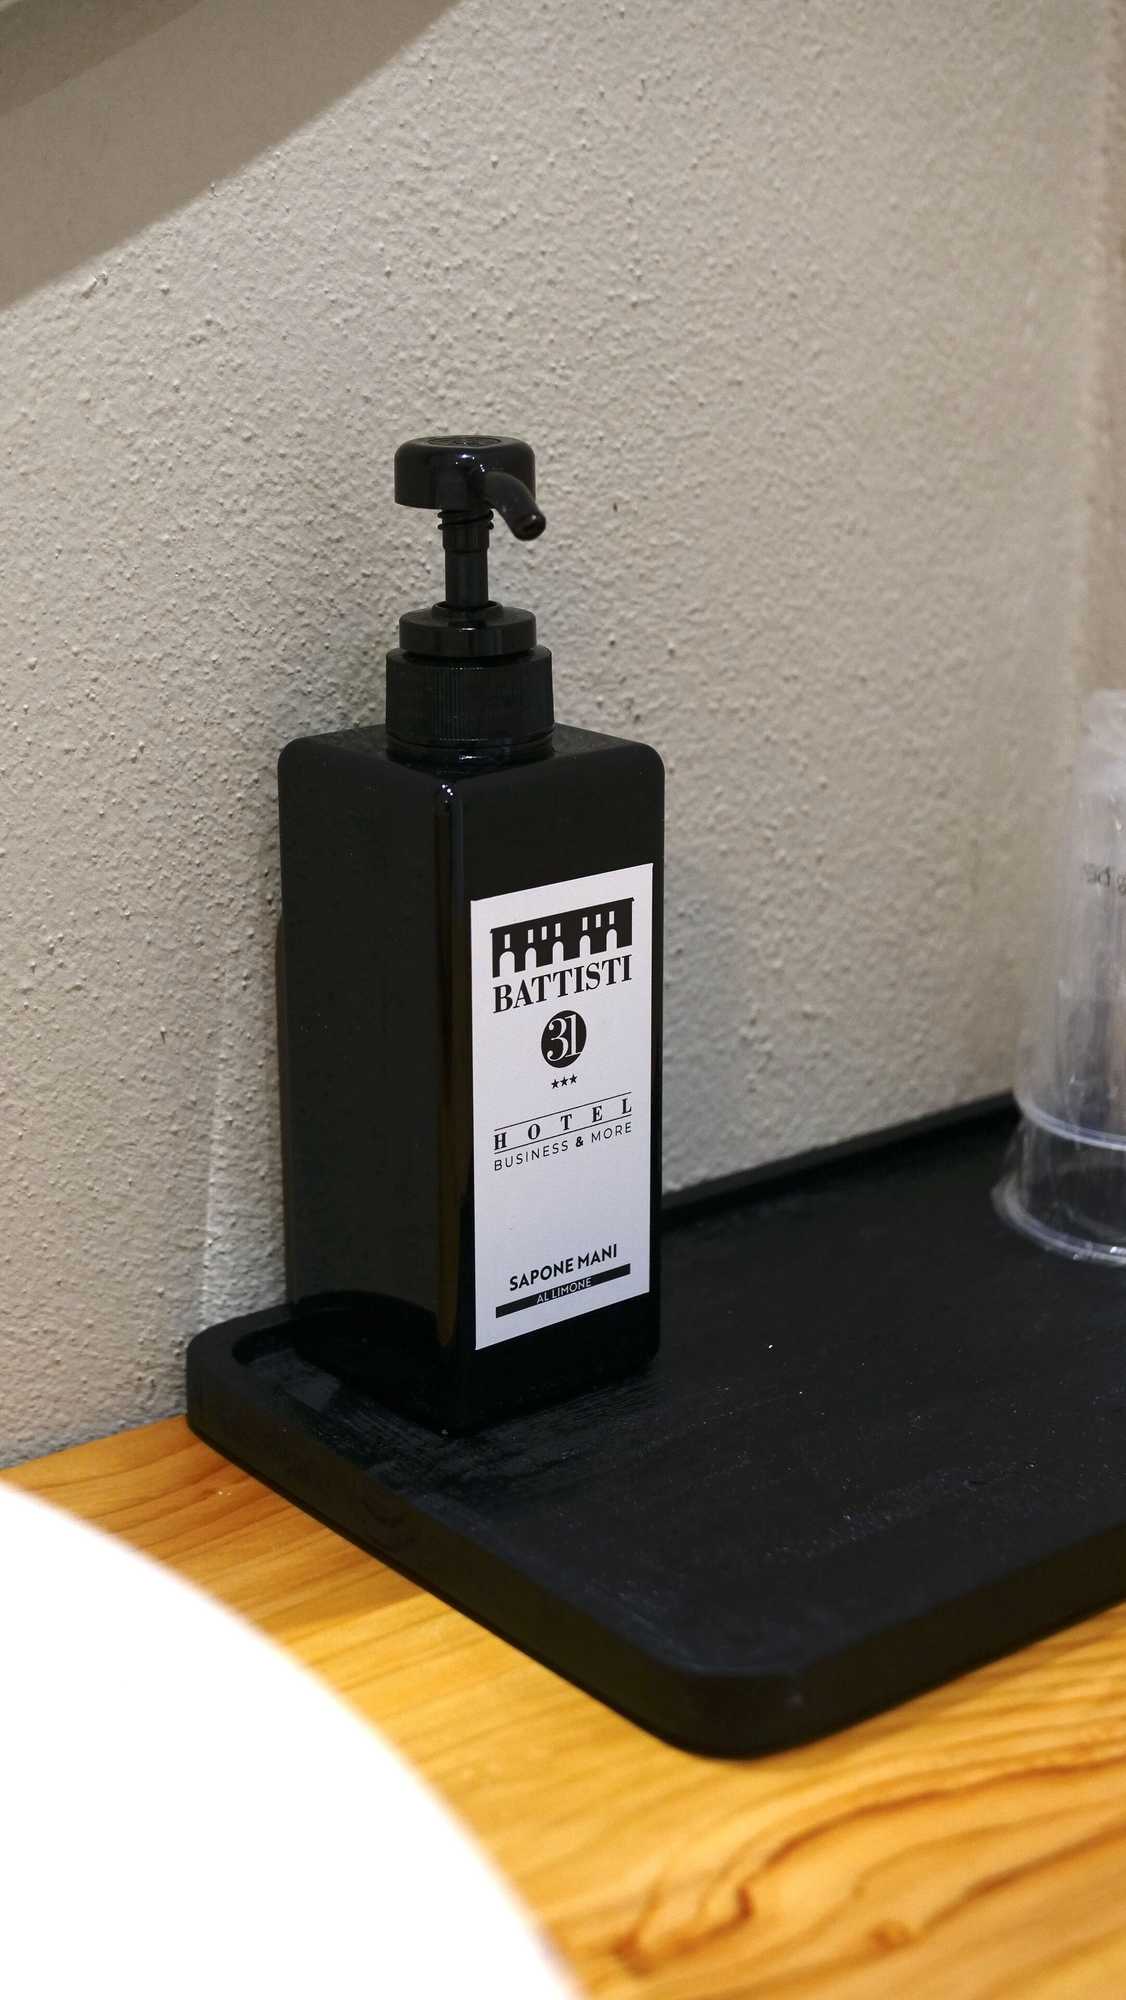 BATTISTI
31
★★★
HOTEL
BUSINESS & MORE
SAPONE MANI
AL LIMONE